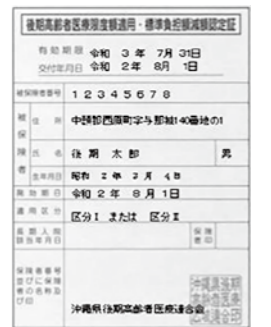 後期高齢者医療限度額適用・標準負担額減額認定証
有効期限 令和 3年 7月 31日
交付年月日 令和 2年 8月 1日
被保険者番号 12345678
被保険者
住所 中頭郡西原町字与那城140番地の1
氏名 後期 太郎 男
生年月日 昭和 2年 3月 4日
発効期日 令和2年 8月1日
適用区分 区分Ⅰ または 区分Ⅱ
長期入院該当年月日 保険者印
保険者番号並びに保険者の名称及び印
沖縄県後期高齢者医療連合会